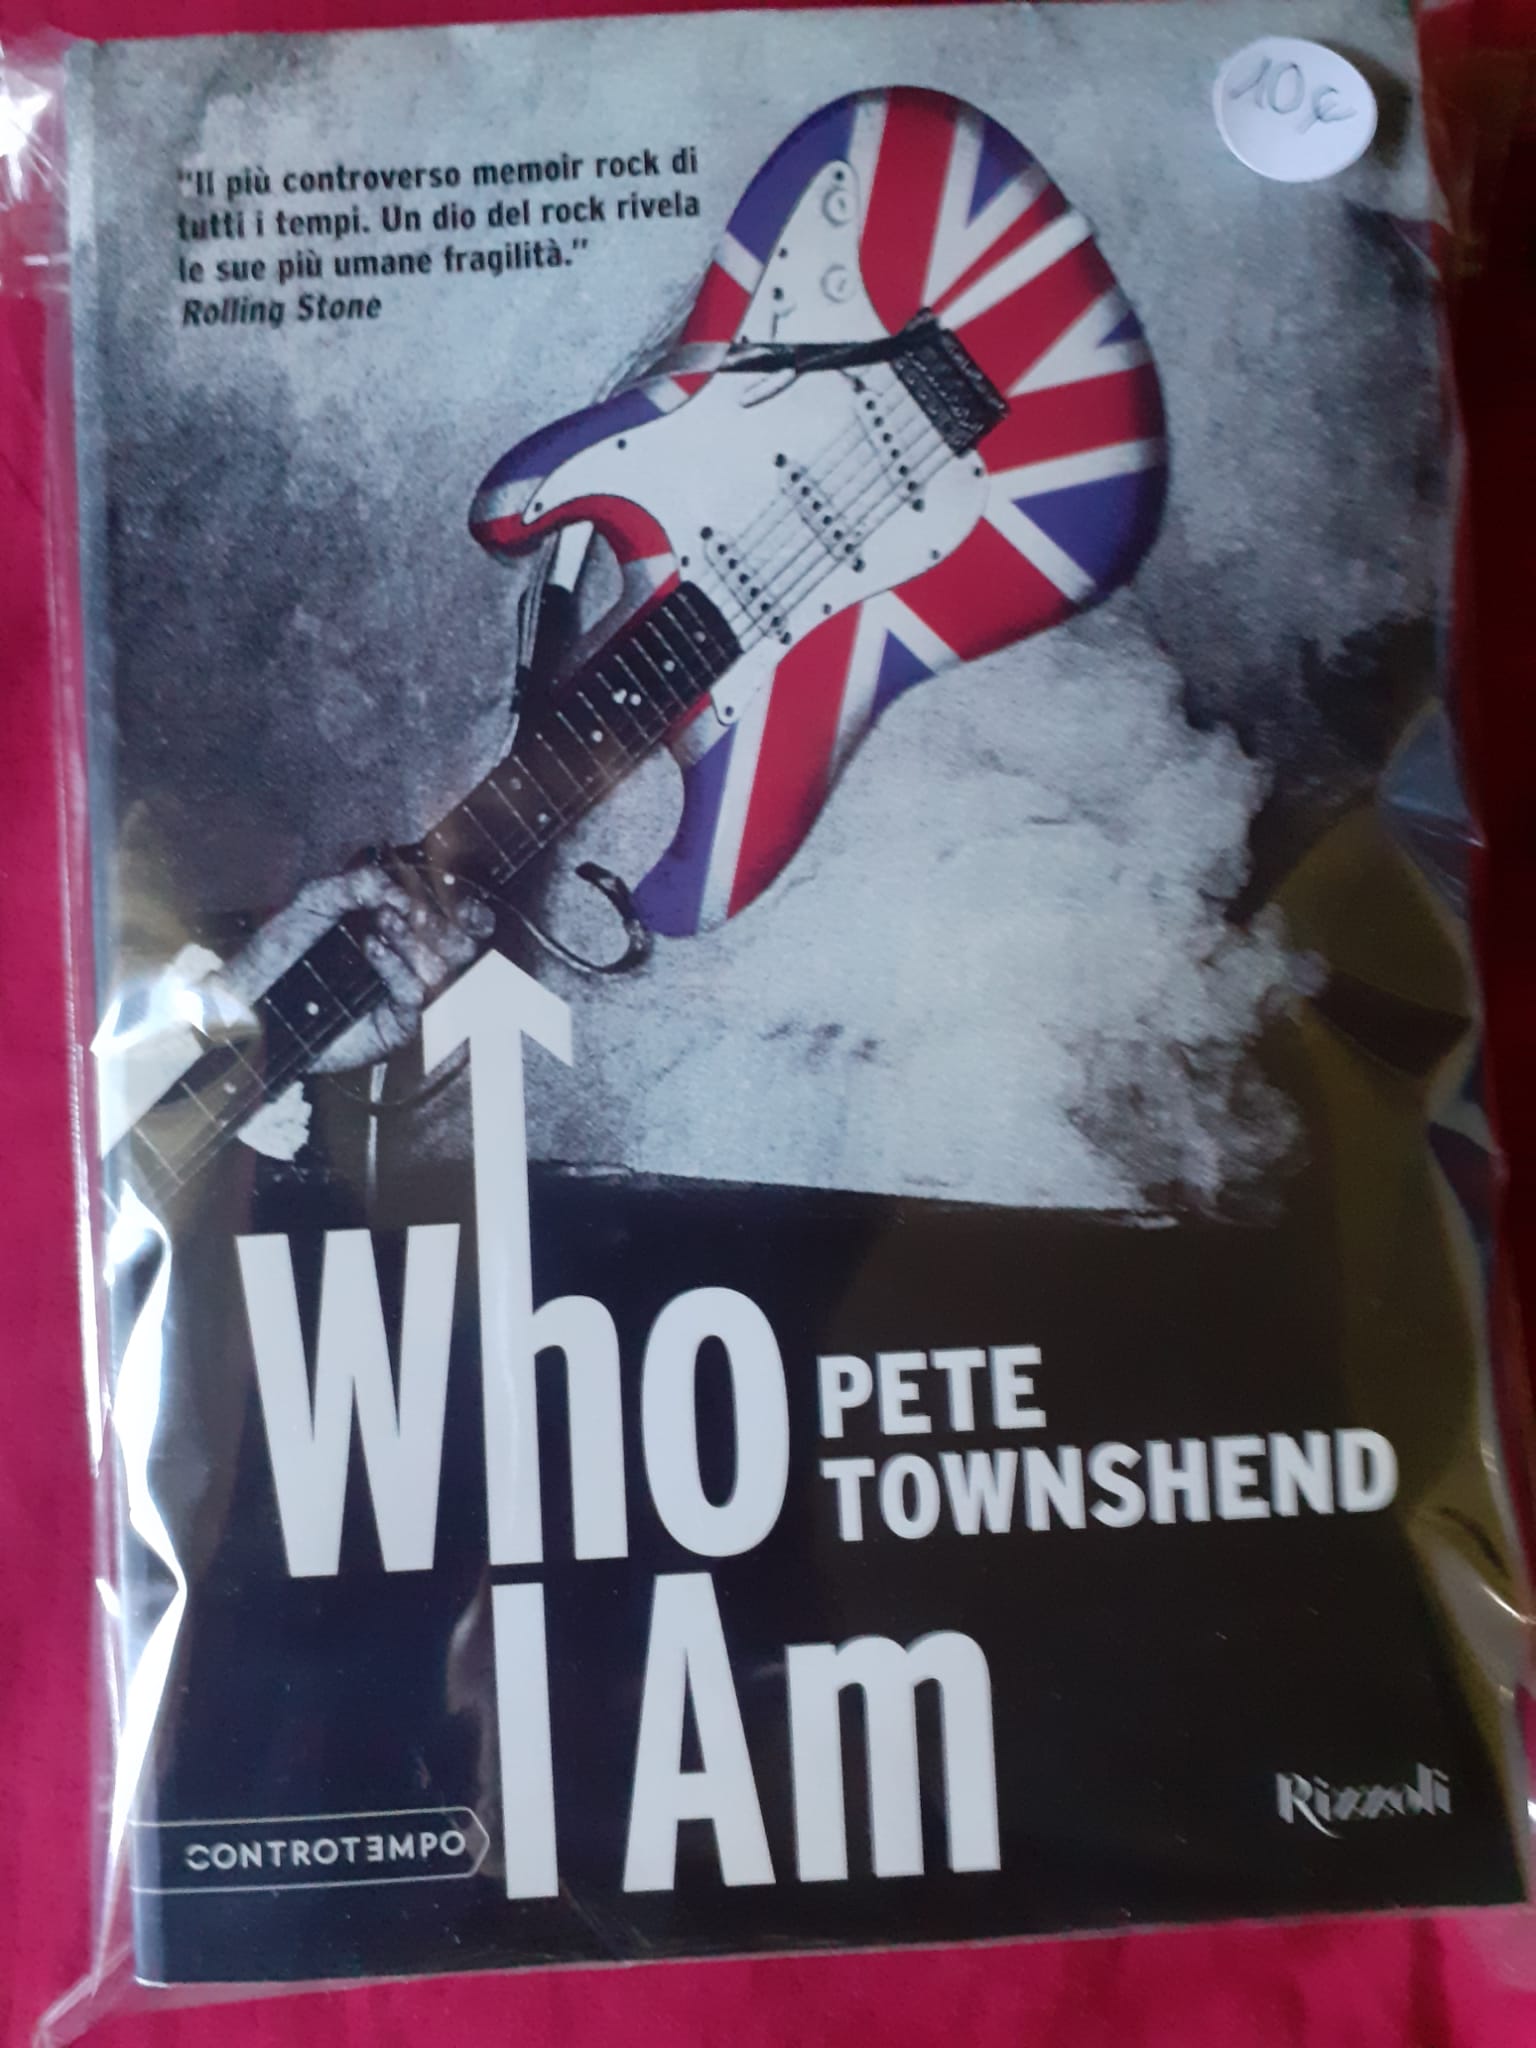 10€
"Il più controverso memoir rock di
tutti i tempi. Un dio del rock rivela
le sue più umane fragilità."
Rolling Stone
Who
PETE
TOWNSHEND
I Am
CONTROTEMPO
Rizzoli